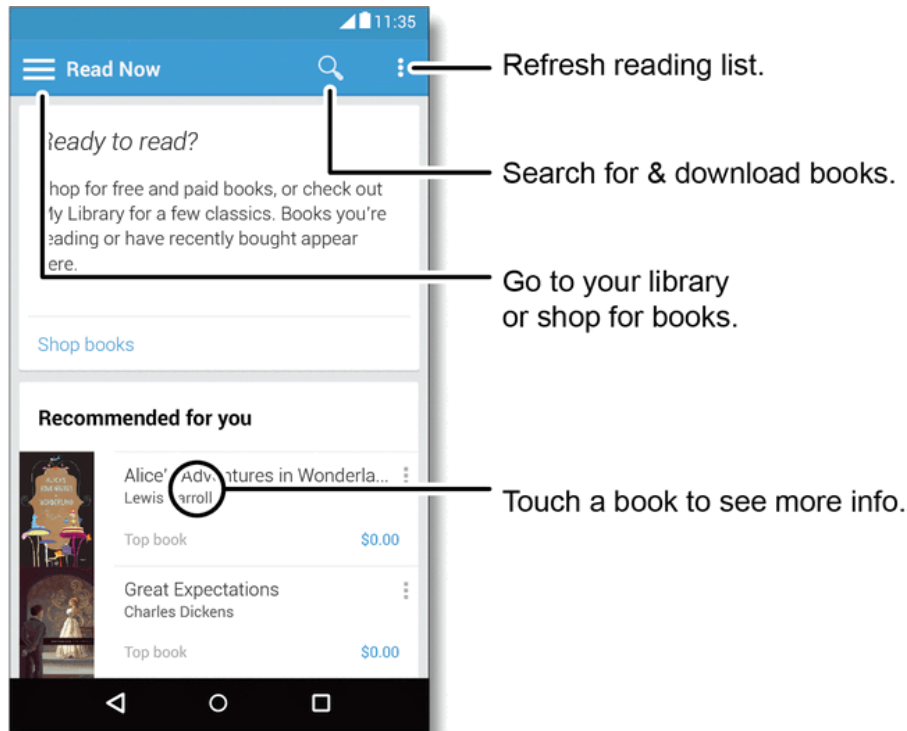 11:35
Read Now
Refresh reading list.
Ready to read?
Search for & download books.
hop for free and paid books, or check out
My Library for a few classics. Books you're
eading or have recently bought appear
ere.
Go to your library
or shop for books.
Shop books
Recommended for you
Alice' Adventures in Wonderla...
Lewis arroll
Touch a book to see more info.
Top book $0.00
Great Expectations
Charles Dickens
Top book $0.00